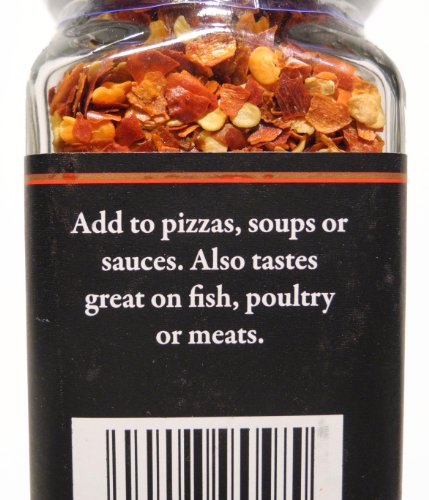 Add to pizzas, soups or
sauces. Also tastes
great on fish, poultry
or meats.